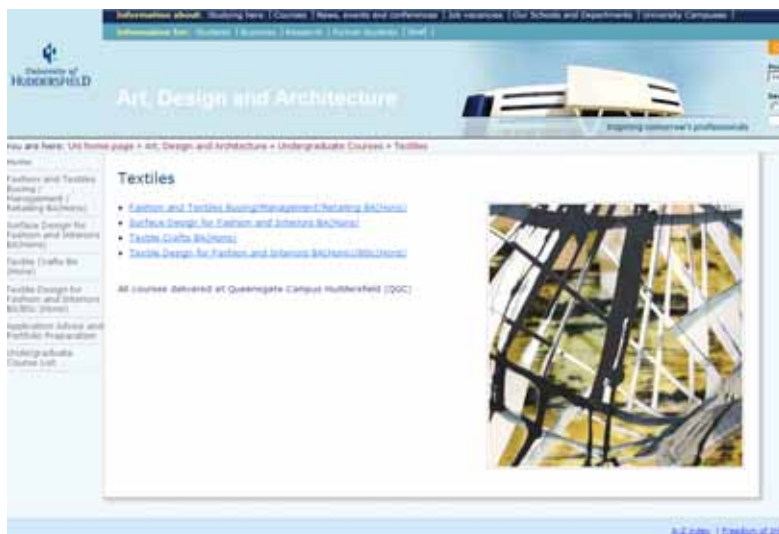 Information about: Studying here | Courses | News, events and conferences | Job vacancies | Our Schools and Departments | University Campuses |
Information for: Students | Business | Research | Former students | Staff |
University of
HUDDERSFIELD
Art, Design and Architecture
Inspiring tomorrow's professionals
You are here: Uni home page > Art, Design and Architecture > Undergraduate Courses > Textiles
Home
Fashion and Textiles
Buying /
Management /
Retailing BA(Hons)
Surface Design for
Fashion and Interiors
BA(Hons)
Textile Crafts BA
(Hons)
Textile Design for
Fashion and Interiors
BA/BSc (Hons)
Application Advice and
Portfolio Preparation
Undergraduate
Course List
Textiles
• Fashion and Textiles Buying/Management/Retailing BA(Hons)
• Surface Design for Fashion and Interiors BA(Hons)
• Textile Crafts BA(Hons)
• Textile Design for Fashion and Interiors BA(Hons)/BSc(Hons)
All courses delivered at Queensgate Campus Huddersfield (QGC)
A-Z index | Freedom of